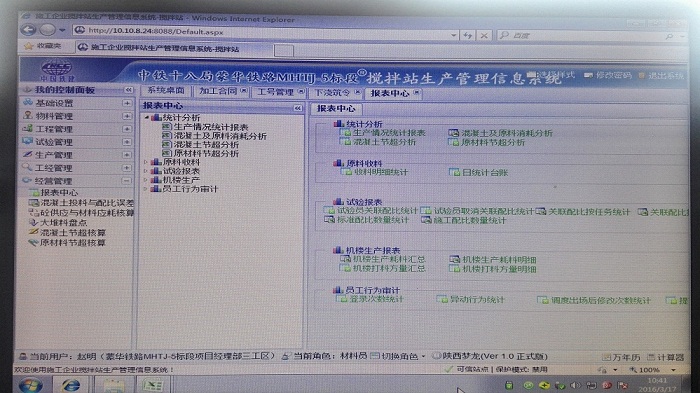 施工企业搅拌站生产管理信息系统-搅拌站 - Windows Internet Explorer
http://10.10.8.24:8088/Default.aspx
百度
收藏夹 施工企业搅拌站生产管理信息系统-搅拌站
中国铁建 中铁十八局蒙华铁路MHTJ-5标段 搅拌站生产管理信息系统 样式 修改密码 退出系统
我的控制面板 系统桌面 加工合同 工号管理 下浇筑令 报表中心
基础设置
物料管理
工程管理
试验管理
生产管理
工经管理
经营管理
报表中心
混凝土投料与配比误差
砼供应与材料应耗核算
大堆料盘点
混凝土节超核算
原材料节超核算
报表中心
统计分析
生产情况统计报表
混凝土及原料消耗分析
混凝土节超分析
原材料节超分析
原料收料
试验报表
机楼生产
员工行为审计
报表中心
统计分析
生产情况统计报表 混凝土及原料消耗分析
混凝土节超分析 原材料节超分析
原料收料
收料明细统计 日统计台账
试验报表
试验员关联配比统计 试验员取消关联配比统计 关联配比按任务统计 关联配比
标准配比数量统计 施工配比数量统计
机楼生产报表
机楼生产耗料汇总 机楼生产耗料明细
机楼打料方量汇总 机楼打料方量明细
员工行为审计
登录次数统计 异动行为统计 调度出场后修改次数统计
当前用户：赵明（蒙华铁路MHTJ-5标段项目经理部三工区） 当前角色：材料员 切换角色 陕西梦龙(Ver 1.0 正式版) 万年历 计算器
欢迎使用施工企业搅拌站生产管理信息系统！ 可信站点 | 保护模式: 禁用 100%
10:41
2016/3/17